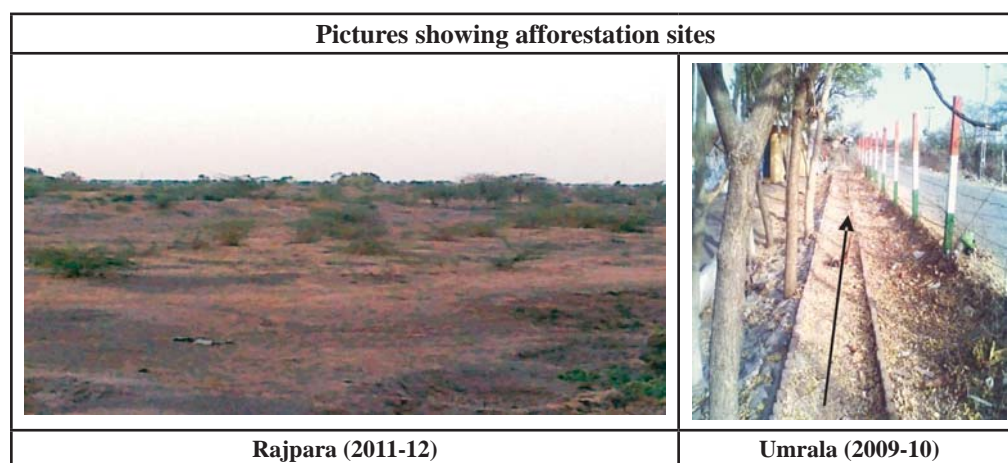 Pictures showing afforestation sites
Rajpara (2011-12)
Umrala (2009-10)